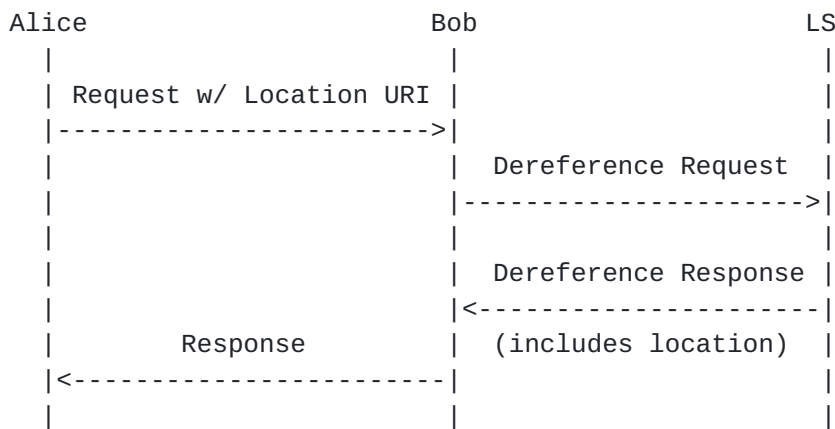 Alice                    Bob                   LS
  |                       |                     |
  | Request w/ Location URI |                     |
  |----------------------->|                     |
  |                       | Dereference Request |
  |                       |--------------------->|
  |                       |                     |
  |                       | Dereference Response |
  |                       |<---------------------|
  |       Response        | (includes location) |
  |<-----------------------|                     |
  |                       |                     |